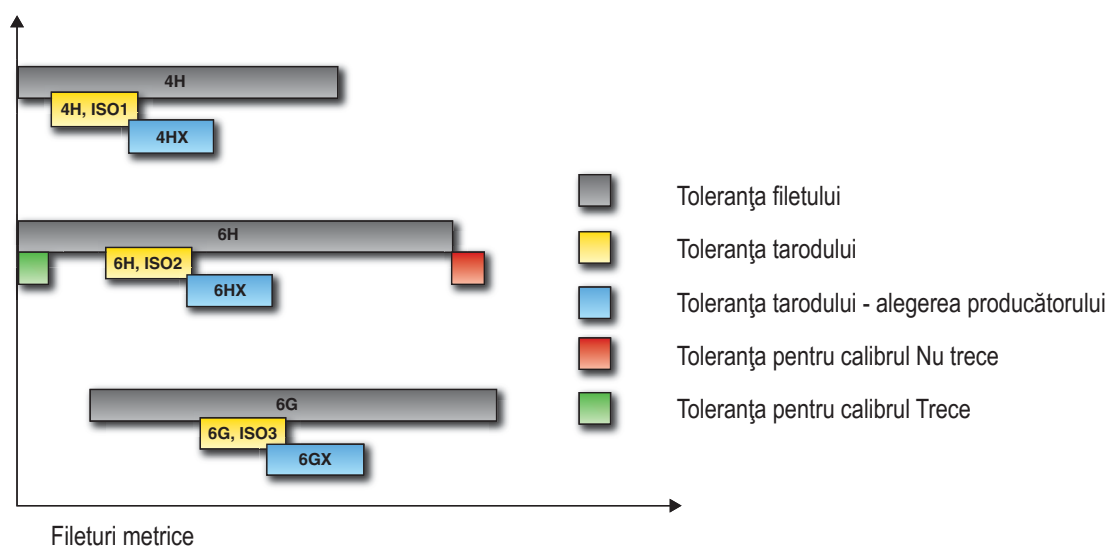 4H
4H, ISO1
4HX
6H
6H, ISO2
6HX
6G
6G, ISO3
6GX
Toleranţa filetului
Toleranţa tarodului
Toleranţa tarodului - alegerea producătorului
Toleranţa pentru calibrul Nu trece
Toleranţa pentru calibrul Trece
Fileturi metrice